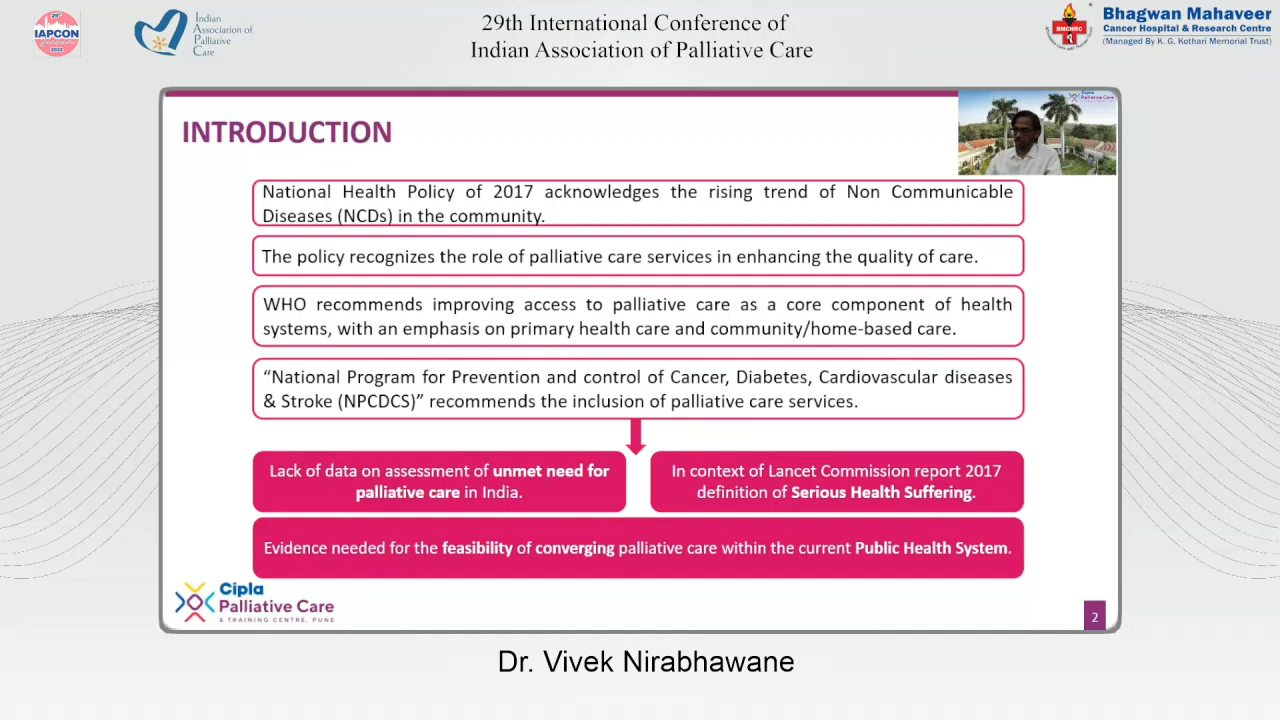 29th
IAPCON
2022
Indian
Association of
Palliative
Care
29th International Conference of
Indian Association of Palliative Care
BMCHRC
Bhagwan Mahaveer
Cancer Hospital & Research Centre
(Managed By K. G. Kothari Memorial Trust)
INTRODUCTION
Cipla
Palliative Care
National Health Policy of 2017 acknowledges the rising trend of Non Communicable
Diseases (NCDs) in the community.
The policy recognizes the role of palliative care services in enhancing the quality of care.
WHO recommends improving access to palliative care as a core component of health
systems, with an emphasis on primary health care and community/home-based care.
“National Program for Prevention and control of Cancer, Diabetes, Cardiovascular diseases
& Stroke (NPCDCS)” recommends the inclusion of palliative care services.
Lack of data on assessment of unmet need for
palliative care in India.
In context of Lancet Commission report 2017
definition of Serious Health Suffering.
Evidence needed for the feasibility of converging palliative care within the current Public Health System.
Cipla
Palliative Care
& TRAINING CENTRE, PUNE
2
Dr. Vivek Nirabhawane